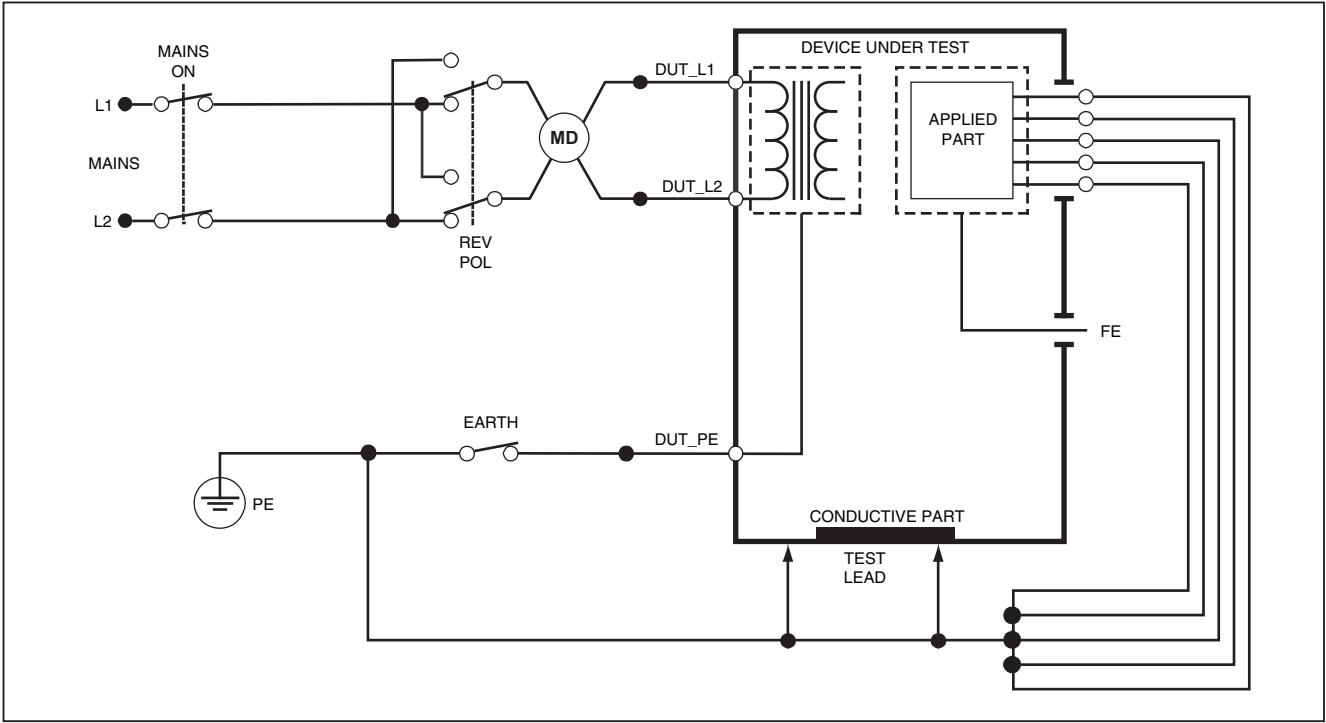 MAINS
ON
L1
MAINS
L2
REV
POL
MD
DUT_L1
DUT_L2
DEVICE UNDER TEST
APPLIED
PART
FE
EARTH
DUT_PE
PE
CONDUCTIVE PART
TEST
LEAD